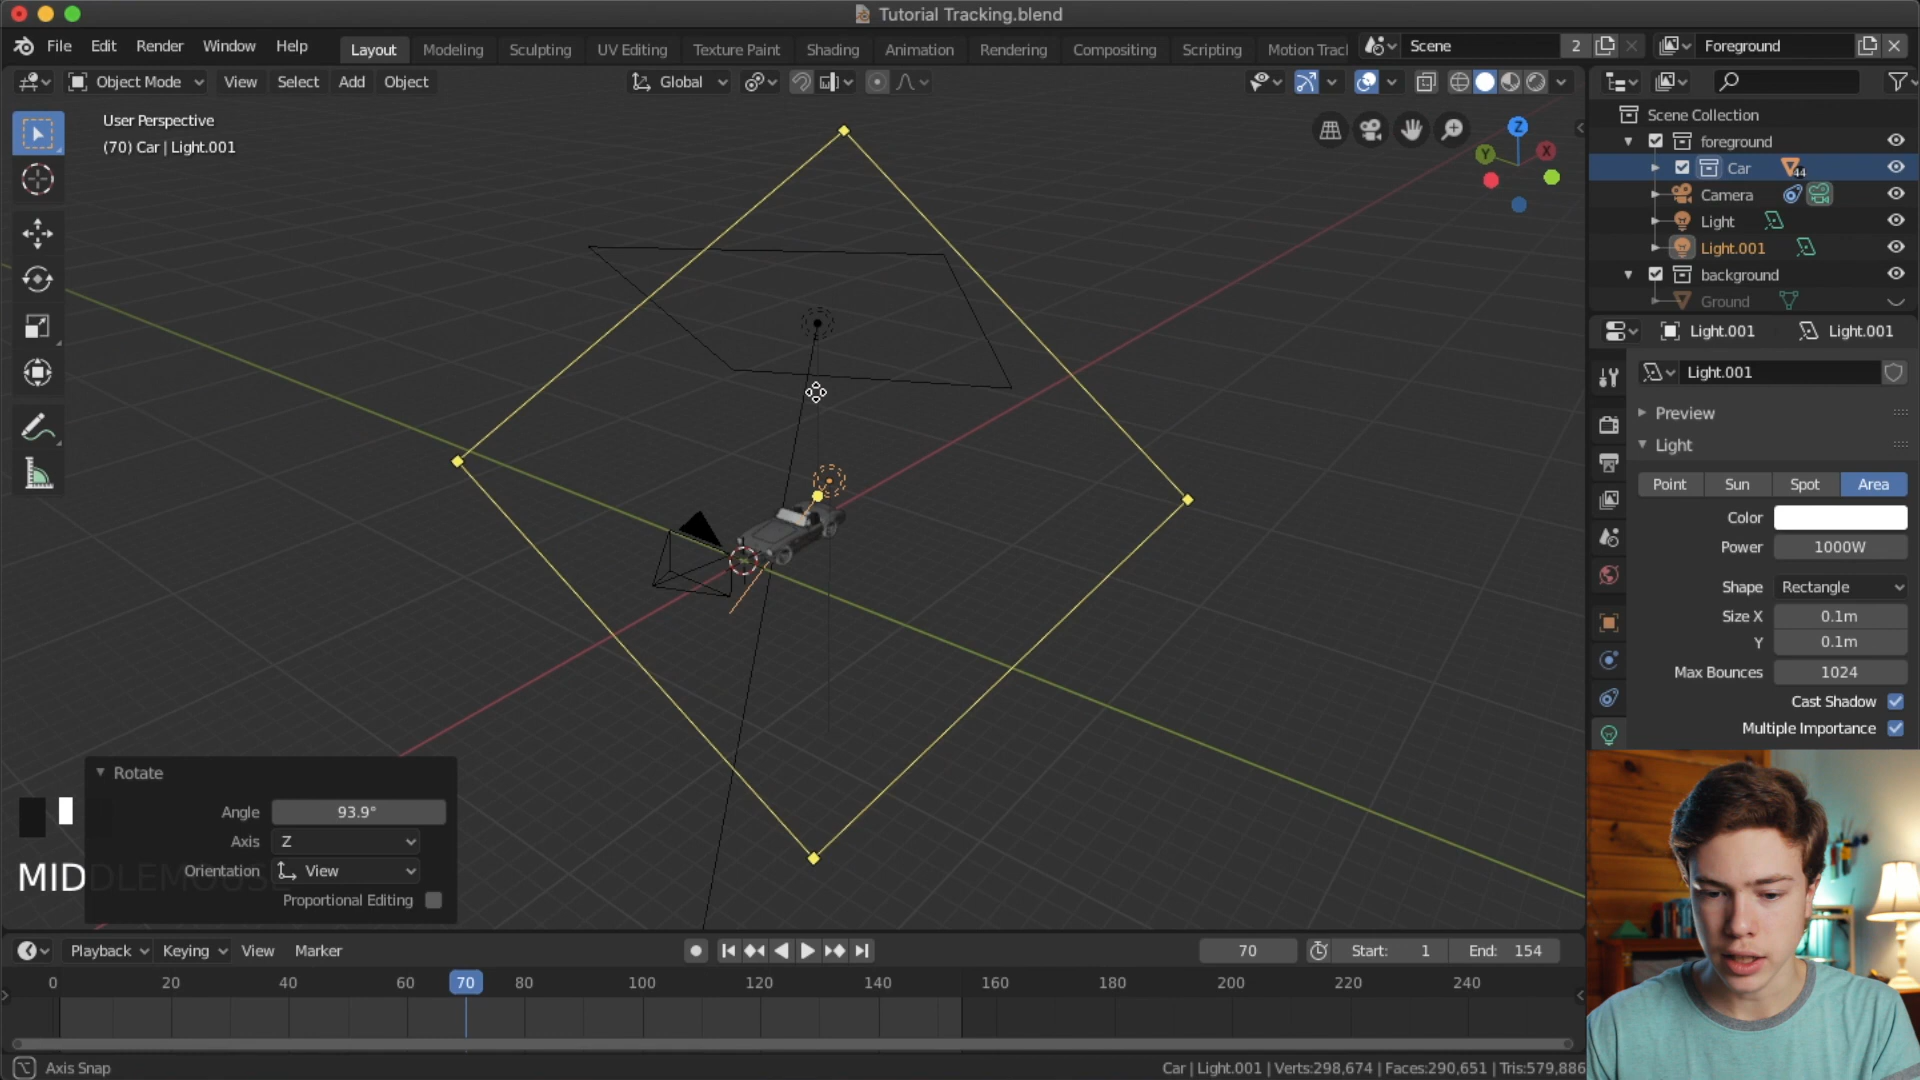 Tutorial Tracking.blend
File Edit Render Window Help
Layout Modeling Sculpting UV Editing Texture Paint Shading Animation Rendering Compositing Scripting Motion Trac
Scene 2
Foreground
Object Mode View Select Add Object
Global
User Perspective
(70) Car | Light.001
Z
Y
X
Scene Collection
foreground
Car 44
Camera
Light
Light.001
background
Ground
Light.001 Light.001
Light.001
Preview
Light
Point Sun Spot Area
Color
Power 1000W
Shape Rectangle
Size X 0.1m
Y 0.1m
Max Bounces 1024
Cast Shadow
Multiple Importance
Rotate
Angle 93.9°
Axis Z
Orientation View
Proportional Editing
MIDDLEMOUSE
Playback Keying View Marker
70 Start: 1 End: 154
0 20 40 60 70 80 100 120 140 160 180 200 220 240
Axis Snap
Car | Light.001 | Verts:298,674 | Faces:290,651 | Tris:579,886